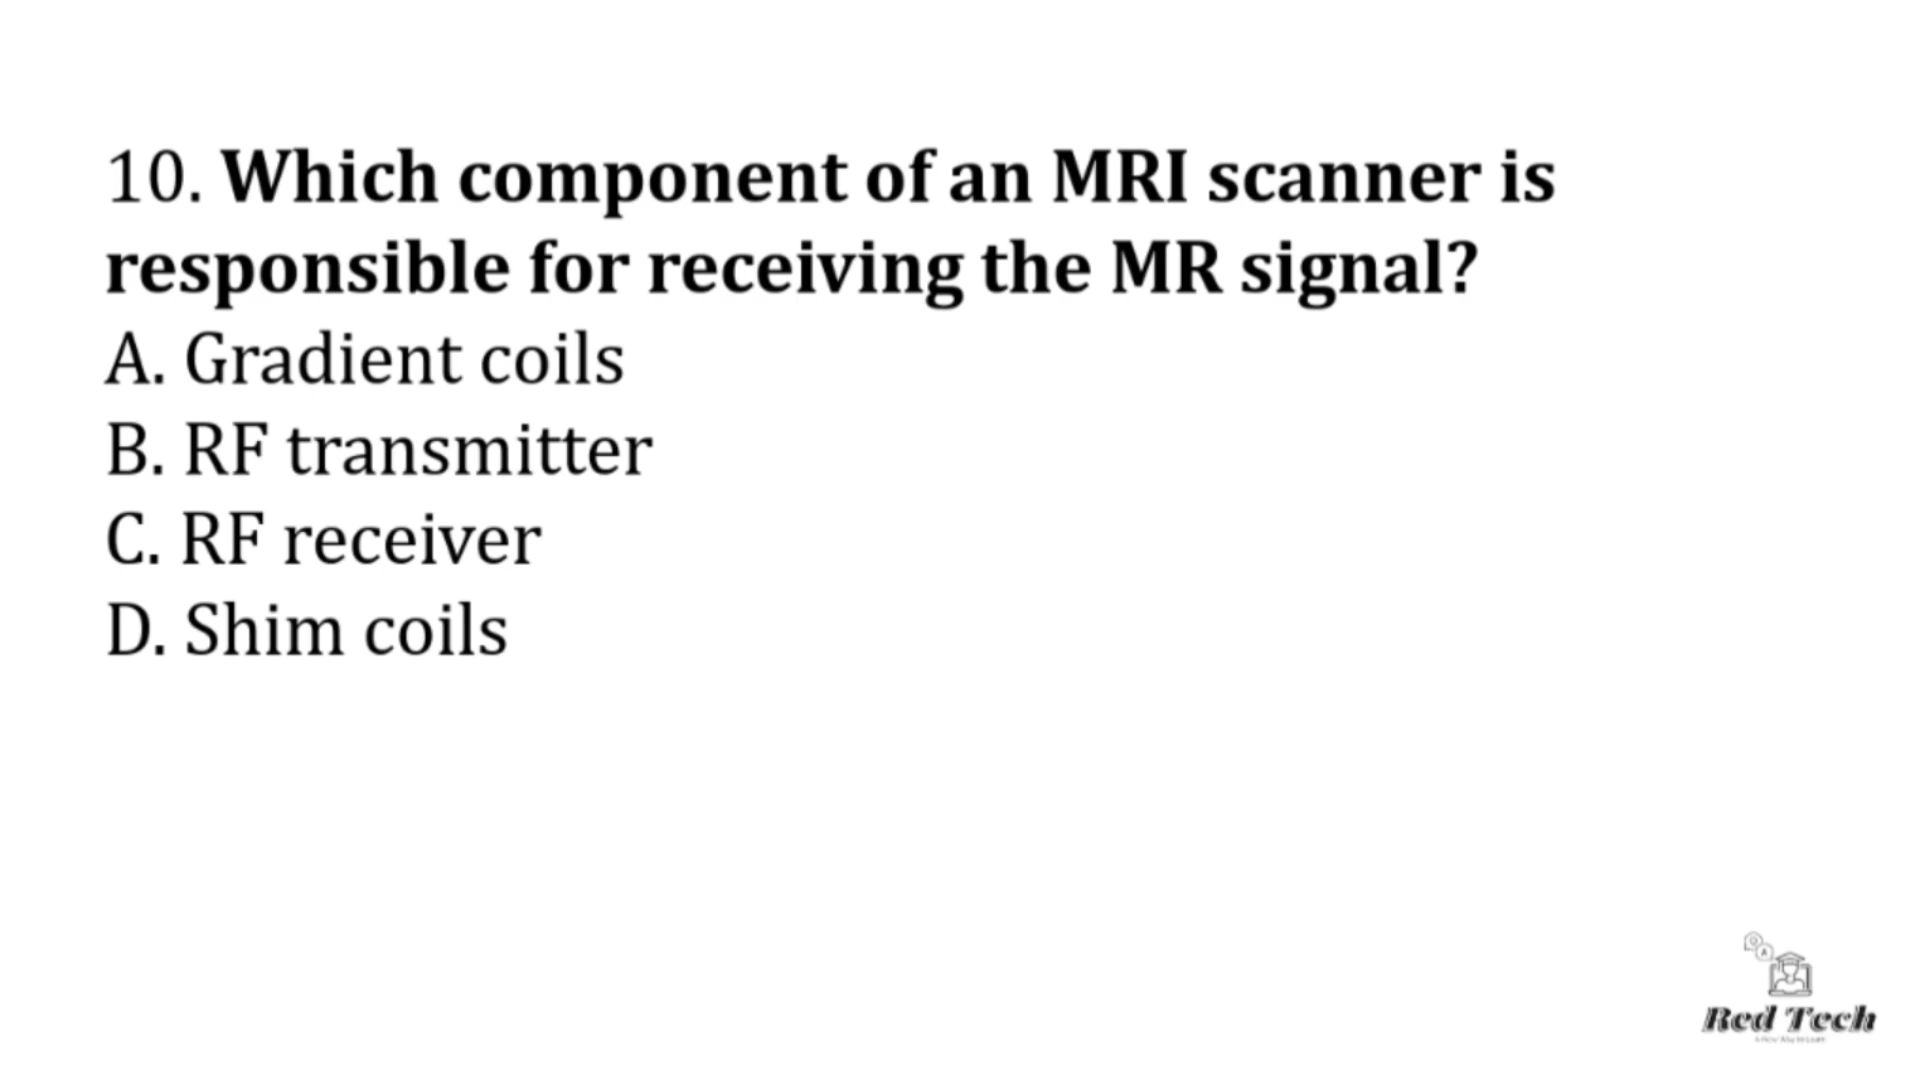 10. Which component of an MRI scanner is
responsible for receiving the MR signal?
A. Gradient coils
B. RF transmitter
C. RF receiver
D. Shim coils
Q
A
Red Tech